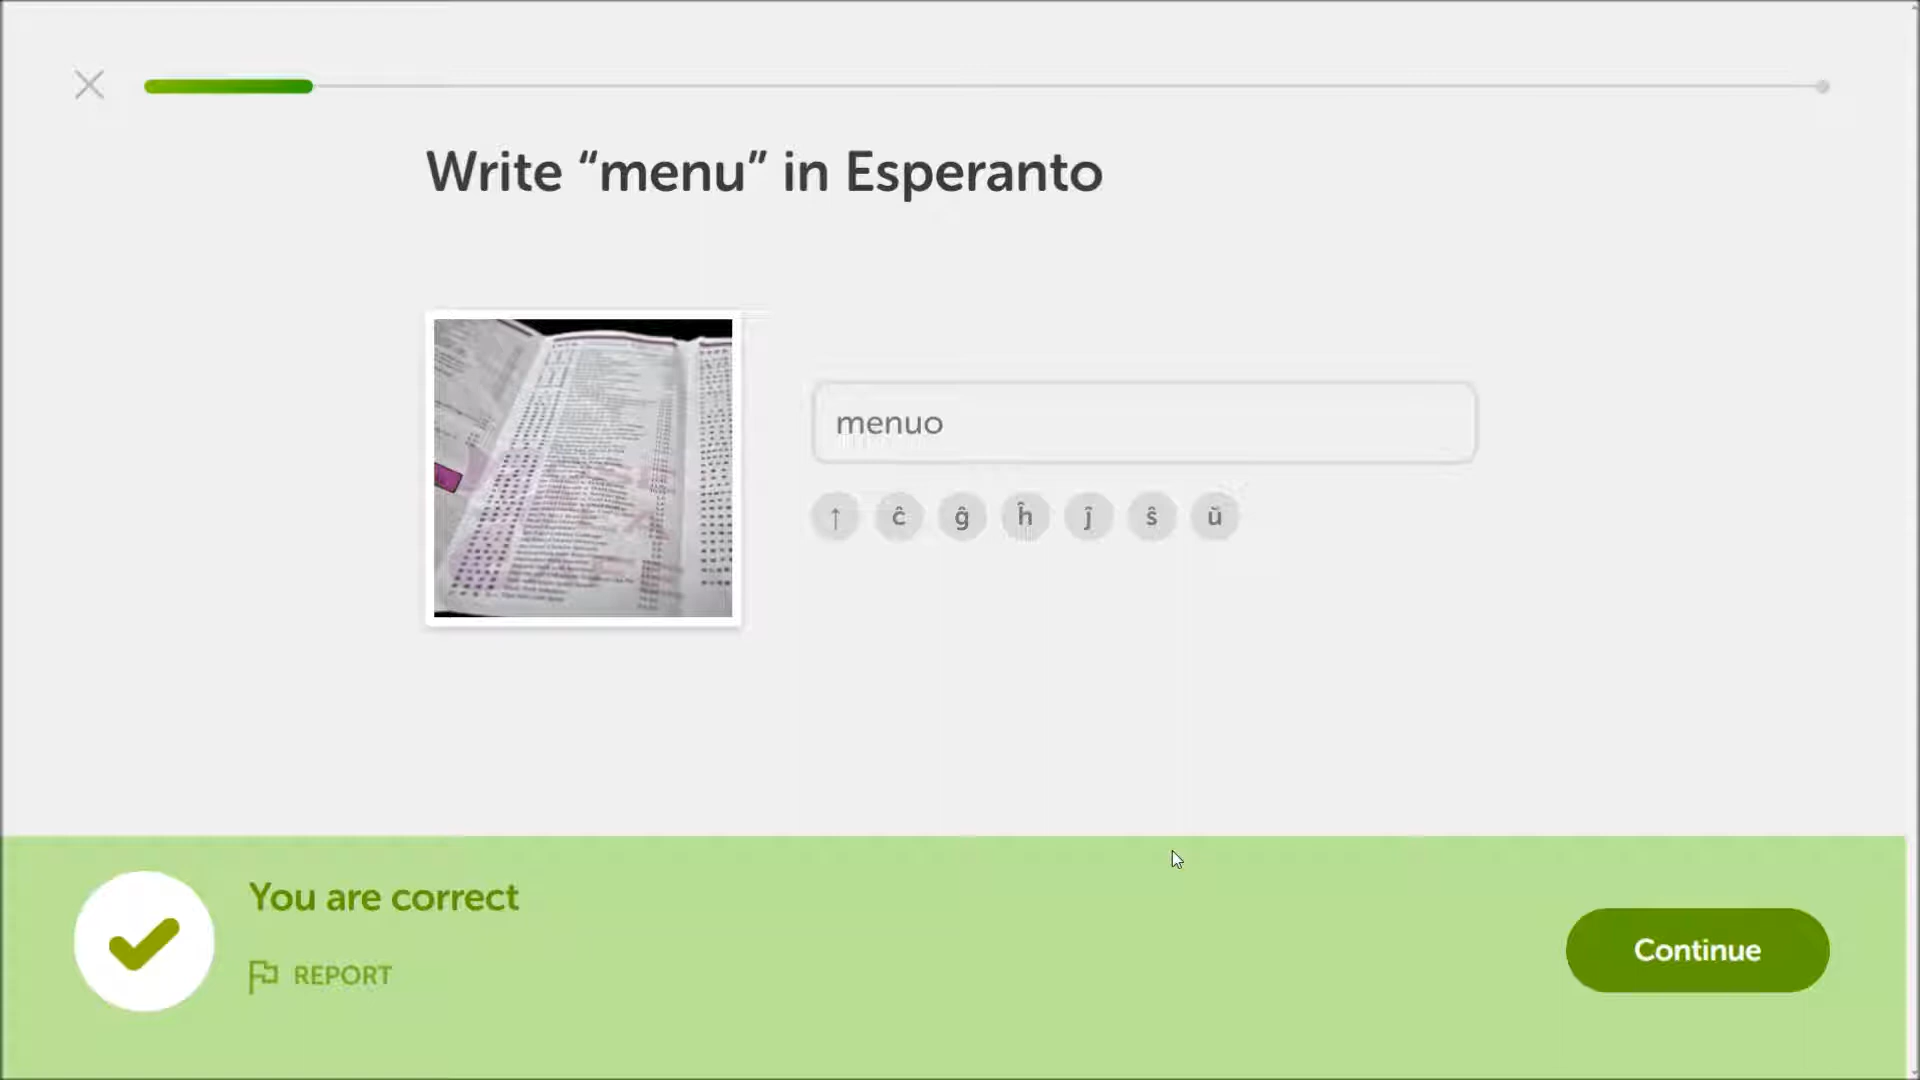 Write “menu” in Esperanto
menuo
↑ ĉ ĝ ĥ ĵ ŝ ŭ
You are correct
REPORT
Continue